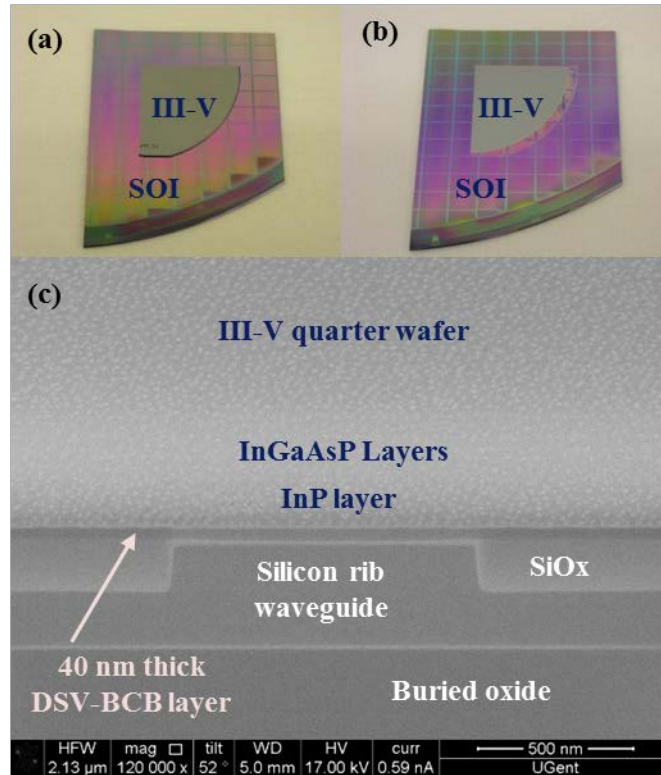 (a)
III-V
SOI
(b)
III-V
SOI
(c)
III-V quarter wafer
InGaAsP Layers
InP layer
Silicon rib
waveguide
SiOx
40 nm thick
DSV-BCB layer
Buried oxide
HFW mag □ tilt WD HV curr
2.13 µm 120 000 x 52 ° 5.0 mm 17.00 kV 0.59 nA
500 nm
UGent